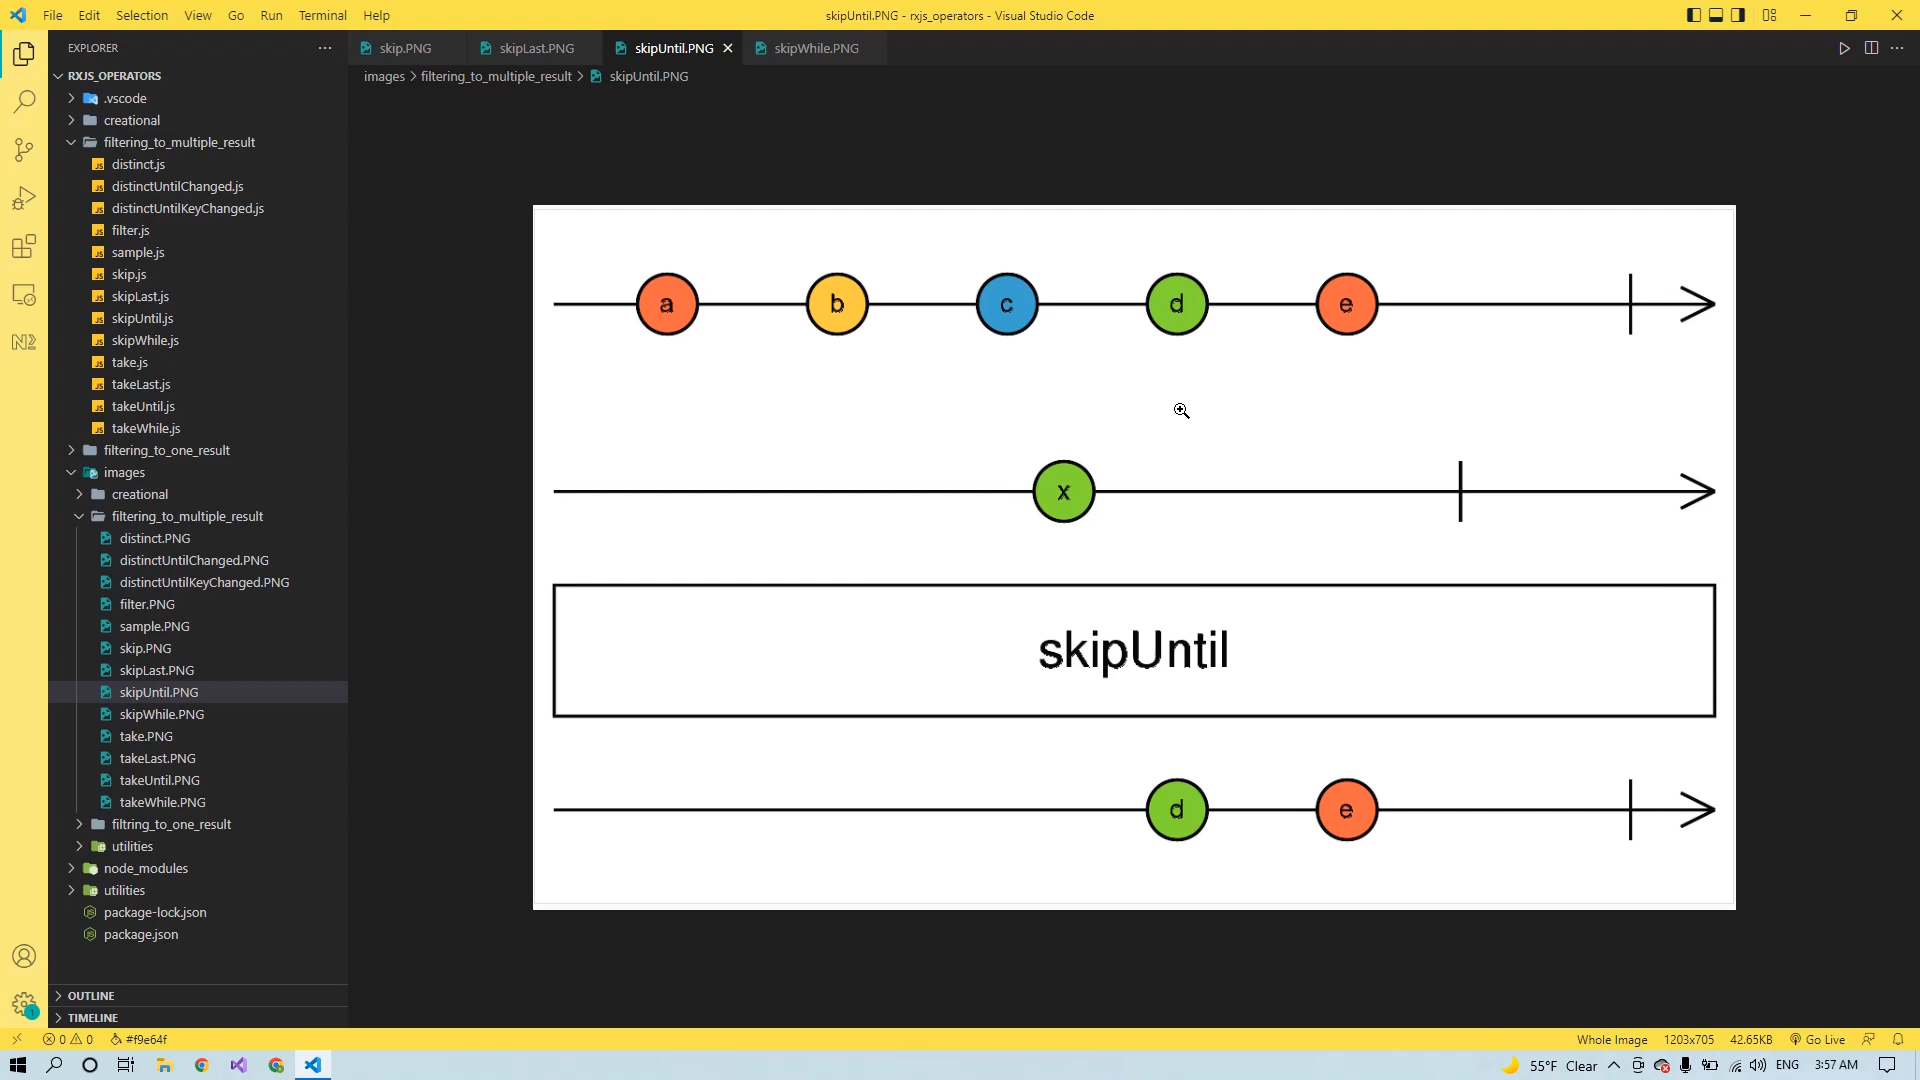 File Edit Selection View Go Run Terminal Help
skipUntil.PNG - rxjs_operators - Visual Studio Code
EXPLORER
RXJS_OPERATORS
.vscode
creational
filtering_to_multiple_result
distinct.js
distinctUntilChanged.js
distinctUntilKeyChanged.js
filter.js
sample.js
skip.js
skipLast.js
skipUntil.js
skipWhile.js
take.js
takeLast.js
takeUntil.js
takeWhile.js
filtering_to_one_result
images
creational
filtering_to_multiple_result
distinct.PNG
distinctUntilChanged.PNG
distinctUntilKeyChanged.PNG
filter.PNG
sample.PNG
skip.PNG
skipLast.PNG
skipUntil.PNG
skipWhile.PNG
take.PNG
takeLast.PNG
takeUntil.PNG
takeWhile.PNG
filtring_to_one_result
utilities
node_modules
utilities
package-lock.json
package.json
OUTLINE
TIMELINE
skip.PNG skipLast.PNG skipUntil.PNG skipWhile.PNG
images > filtering_to_multiple_result > skipUntil.PNG
a b c d e
x
skipUntil
d e
0 0 #f9e64f
Whole Image 1203x705 42.65KB Go Live
55°F Clear ENG 3:57 AM